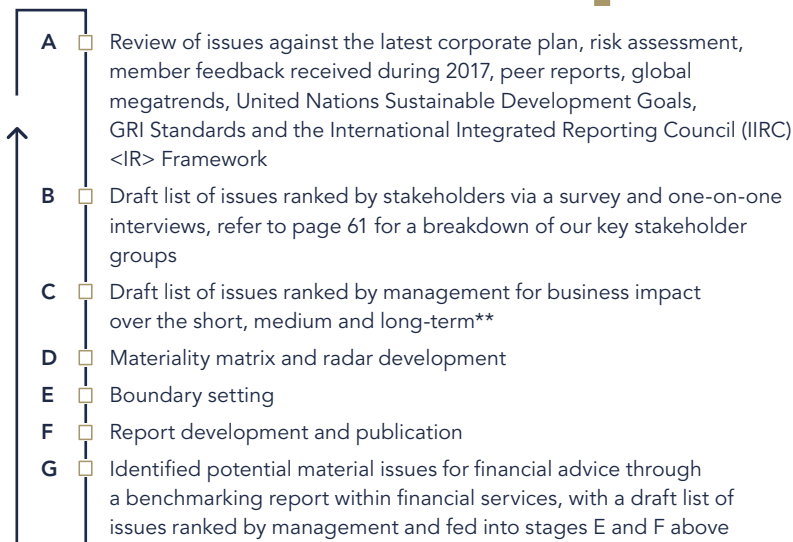 A Review of issues against the latest corporate plan, risk assessment,
member feedback received during 2017, peer reports, global
megatrends, United Nations Sustainable Development Goals,
GRI Standards and the International Integrated Reporting Council (IIRC)
<IR> Framework
B Draft list of issues ranked by stakeholders via a survey and one-on-one
interviews, refer to page 61 for a breakdown of our key stakeholder
groups
C Draft list of issues ranked by management for business impact
over the short, medium and long-term**
D Materiality matrix and radar development
E Boundary setting
F Report development and publication
G Identified potential material issues for financial advice through
a benchmarking report within financial services, with a draft list of
issues ranked by management and fed into stages E and F above